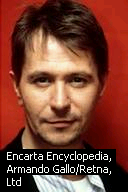 Encarta Encyclopedia,
Armando Gallo/Retna,
Ltd